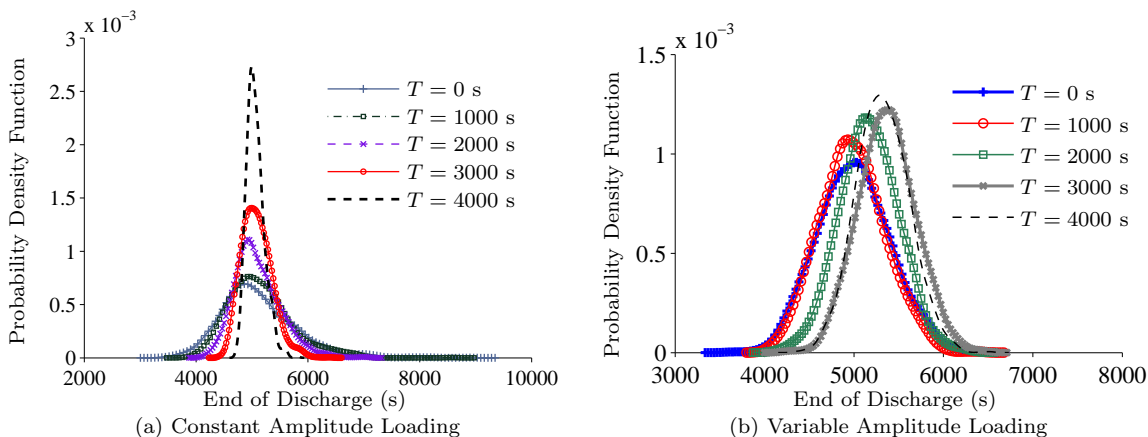 x 10⁻³
3
2.5
2
1.5
1
0.5
0
2000 4000 6000 8000 10000
Probability Density Function
End of Discharge (s)
T = 0 s
T = 1000 s
T = 2000 s
T = 3000 s
T = 4000 s
(a) Constant Amplitude Loading
x 10⁻³
1.5
1
0.5
0
3000 4000 5000 6000 7000 8000
Probability Density Function
End of Discharge (s)
T = 0 s
T = 1000 s
T = 2000 s
T = 3000 s
T = 4000 s
(b) Variable Amplitude Loading